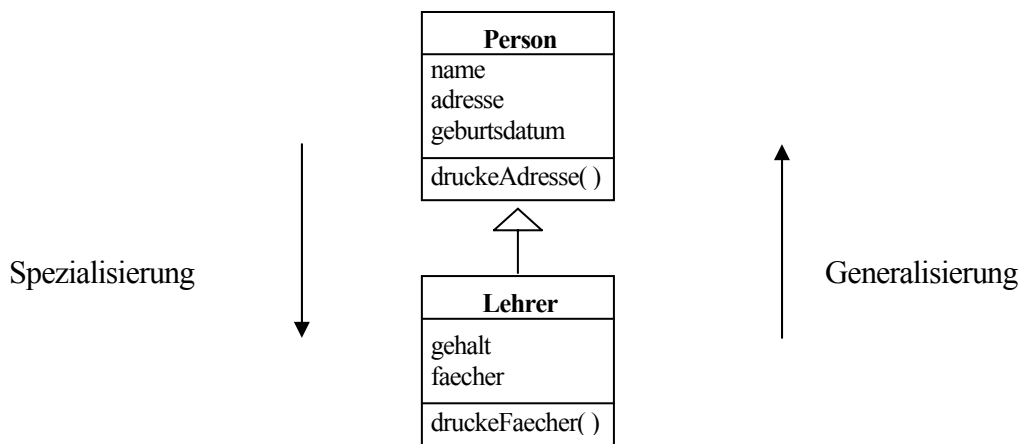 Person
name
adresse
geburtsdatum
druckeAdresse( )
Spezialisierung
Generalisierung
Lehrer
gehalt
faecher
druckeFaecher( )